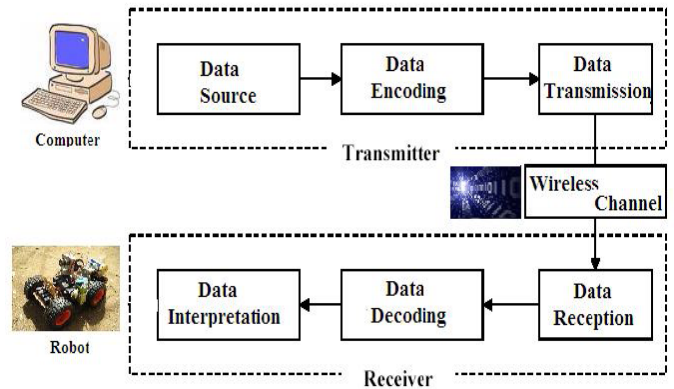 Data
Source
Data
Encoding
Data
Transmission
Computer
Transmitter
Wireless
Channel
Data
Interpretation
Data
Decoding
Data
Reception
Robot
Receiver